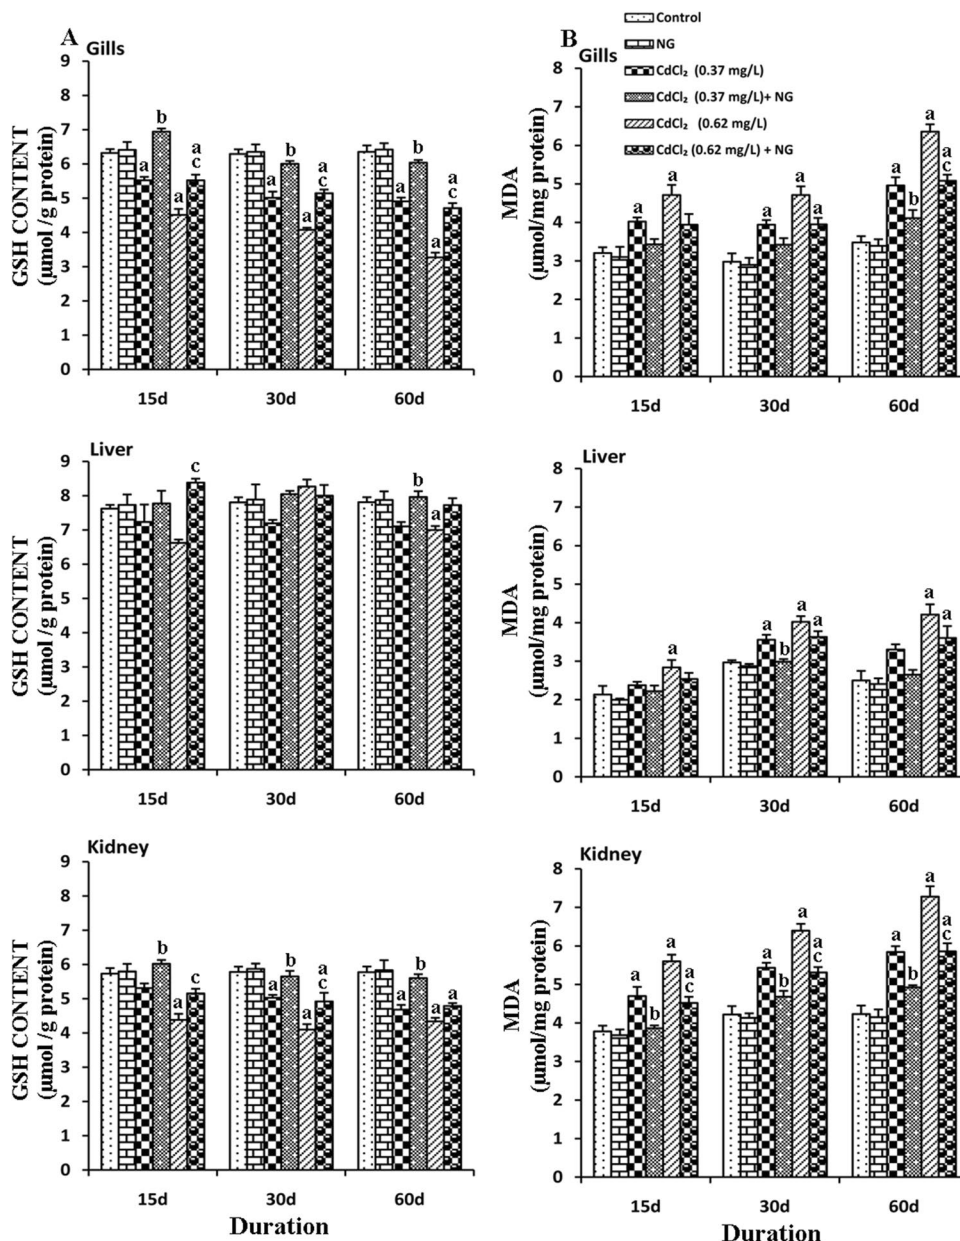 A
Gills
GSH CONTENT
(μmol /g protein)
9
8
7
6
5
4
3
2
1
0
b
a
a
c
a
b
a
a
c
a
b
a
a
c
a
15d
30d
60d
Liver
GSH CONTENT
(μmol /g protein)
9
8
7
6
5
4
3
2
1
0
c
b
a
15d
30d
60d
Kidney
GSH CONTENT
(μmol /g protein)
9
8
7
6
5
4
3
2
1
0
b
a
c
b
a
a
a
c
b
a
a
a
15d
30d
60d
Duration
B
Gills
Control
NG
CdCl₂ (0.37 mg/L)
CdCl₂ (0.37 mg/L)+ NG
CdCl₂ (0.62 mg/L)
CdCl₂ (0.62 mg/L) + NG
MDA
(μmol/mg protein)
8
7
6
5
4
3
2
1
0
a
a
a
a
a
a
b
a
a
c
15d
30d
60d
Liver
MDA
(μmol/mg protein)
8
7
6
5
4
3
2
1
0
a
a
b
a
a
a
a
15d
30d
60d
Kidney
MDA
(μmol/mg protein)
8
7
6
5
4
3
2
1
0
a
b
a
a
c
a
b
a
a
c
a
b
a
a
c
15d
30d
60d
Duration